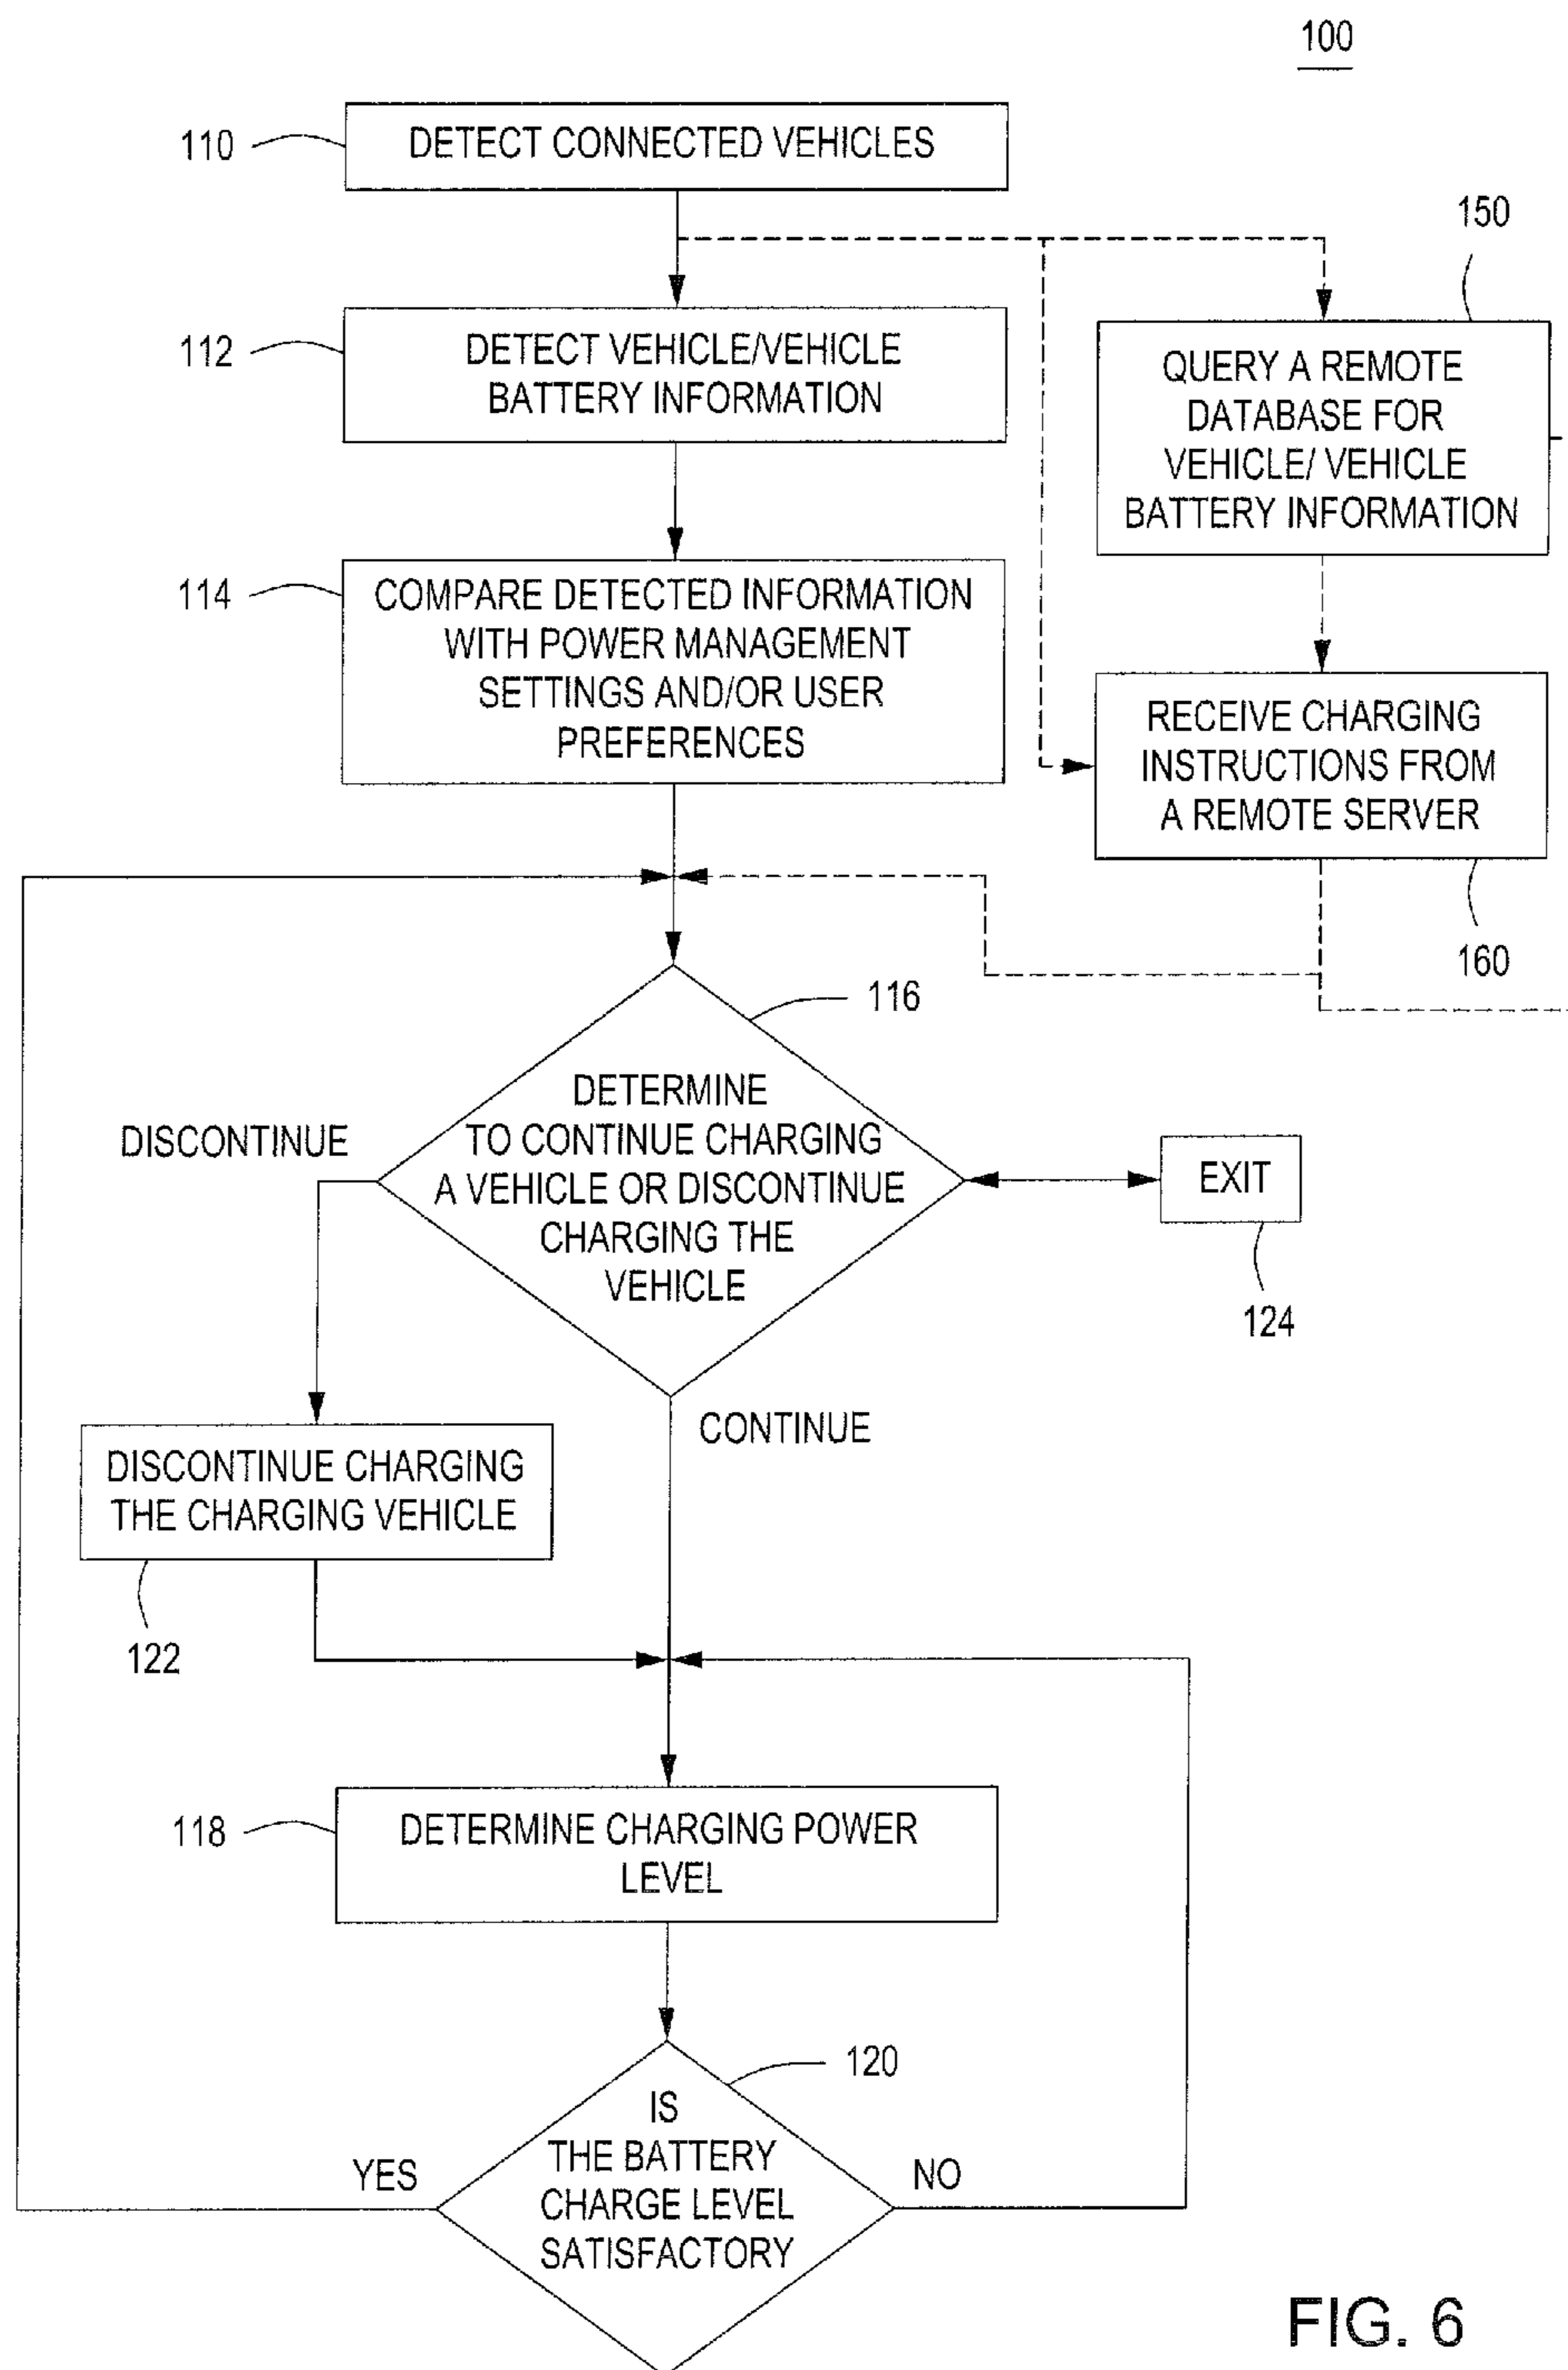 100
110
DETECT CONNECTED VEHICLES
150
112
DETECT VEHICLE/VEHICLE
BATTERY INFORMATION
QUERY A REMOTE
DATABASE FOR
VEHICLE/ VEHICLE
BATTERY INFORMATION
114
COMPARE DETECTED INFORMATION
WITH POWER MANAGEMENT
SETTINGS AND/OR USER
PREFERENCES
RECEIVE CHARGING
INSTRUCTIONS FROM
A REMOTE SERVER
160
116
DETERMINE
TO CONTINUE CHARGING
A VEHICLE OR DISCONTINUE
CHARGING THE
VEHICLE
DISCONTINUE
EXIT
124
CONTINUE
DISCONTINUE CHARGING
THE CHARGING VEHICLE
122
118
DETERMINE CHARGING POWER
LEVEL
120
IS
THE BATTERY
CHARGE LEVEL
SATISFACTORY
YES
NO
FIG. 6